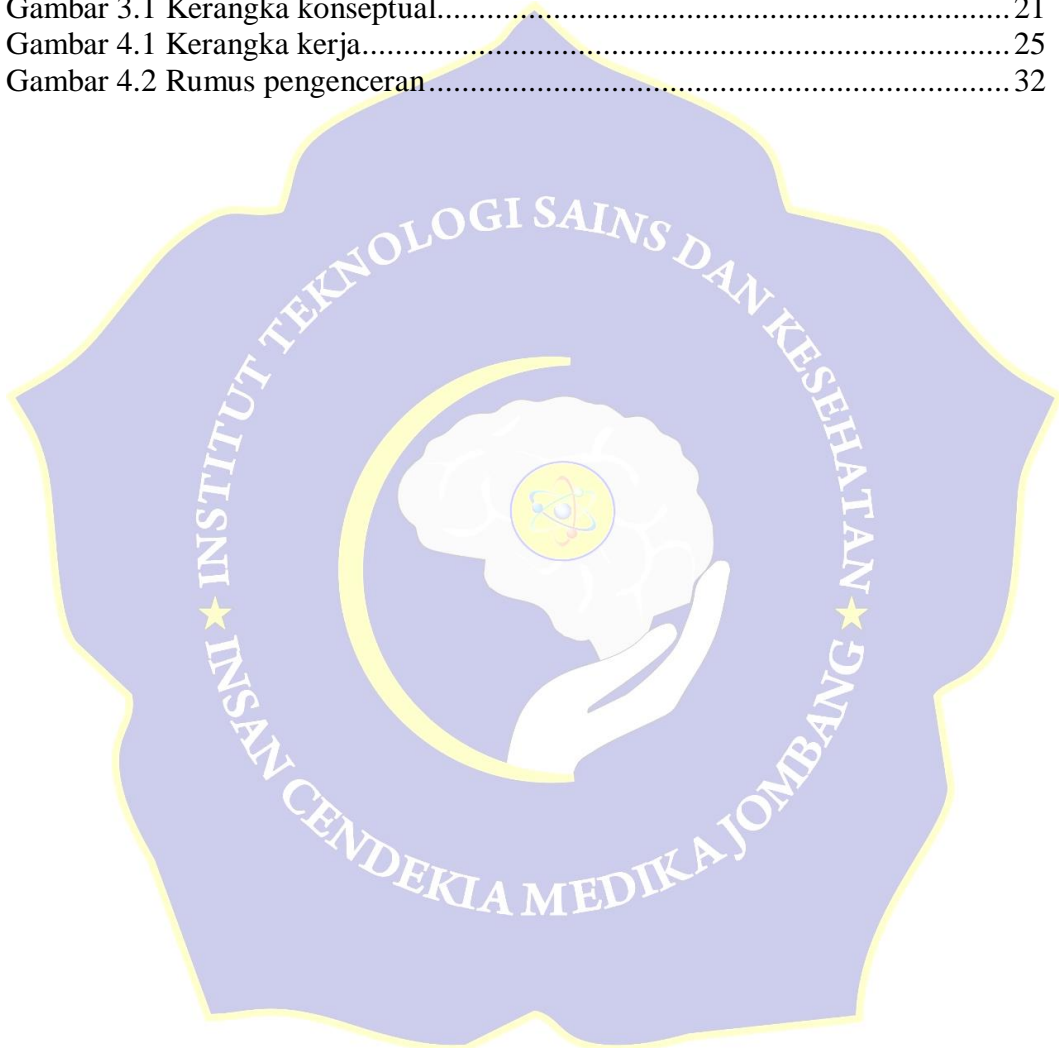 Gambar 3.1 Kerangka konseptual.....................................................................21
Gambar 4.1 Kerangka kerja..............................................................................25
Gambar 4.2 Rumus pengenceran......................................................................32
INSTITUT TEKNOLOGI SAINS DAN KESEHATAN
★ INSAN CENDEKIA MEDIKA JOMBANG ★